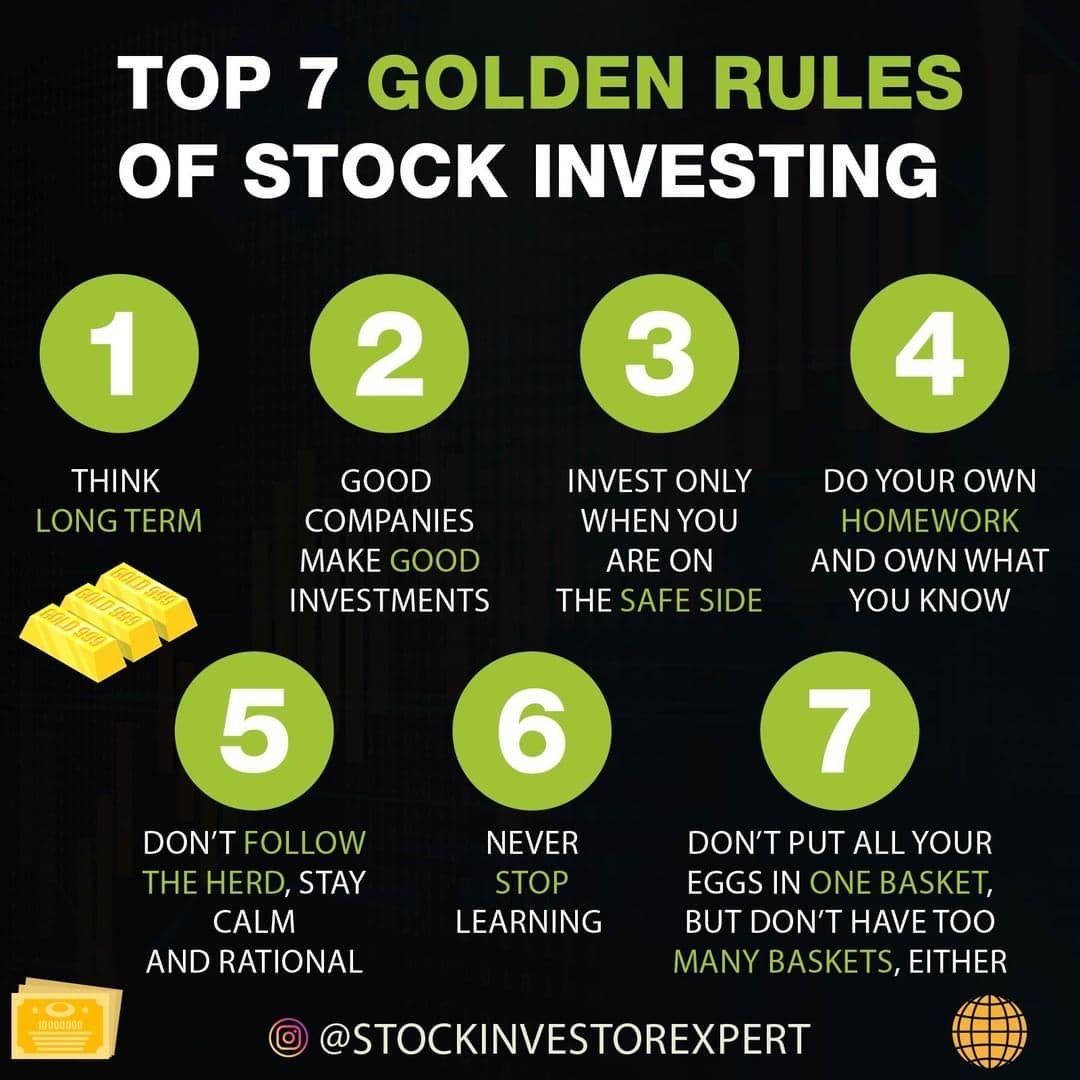 TOP 7 GOLDEN RULES
OF STOCK INVESTING
1
THINK
LONG TERM
2
GOOD
COMPANIES
MAKE GOOD
INVESTMENTS
3
INVEST ONLY
WHEN YOU
ARE ON
THE SAFE SIDE
4
DO YOUR OWN
HOMEWORK
AND OWN WHAT
YOU KNOW
GOLD 999
GOLD 999
GOLD 999
5
DON'T FOLLOW
THE HERD, STAY
CALM
AND RATIONAL
6
NEVER
STOP
LEARNING
7
DON'T PUT ALL YOUR
EGGS IN ONE BASKET,
BUT DON'T HAVE TOO
MANY BASKETS, EITHER
10000000
@STOCKINVESTOREXPERT